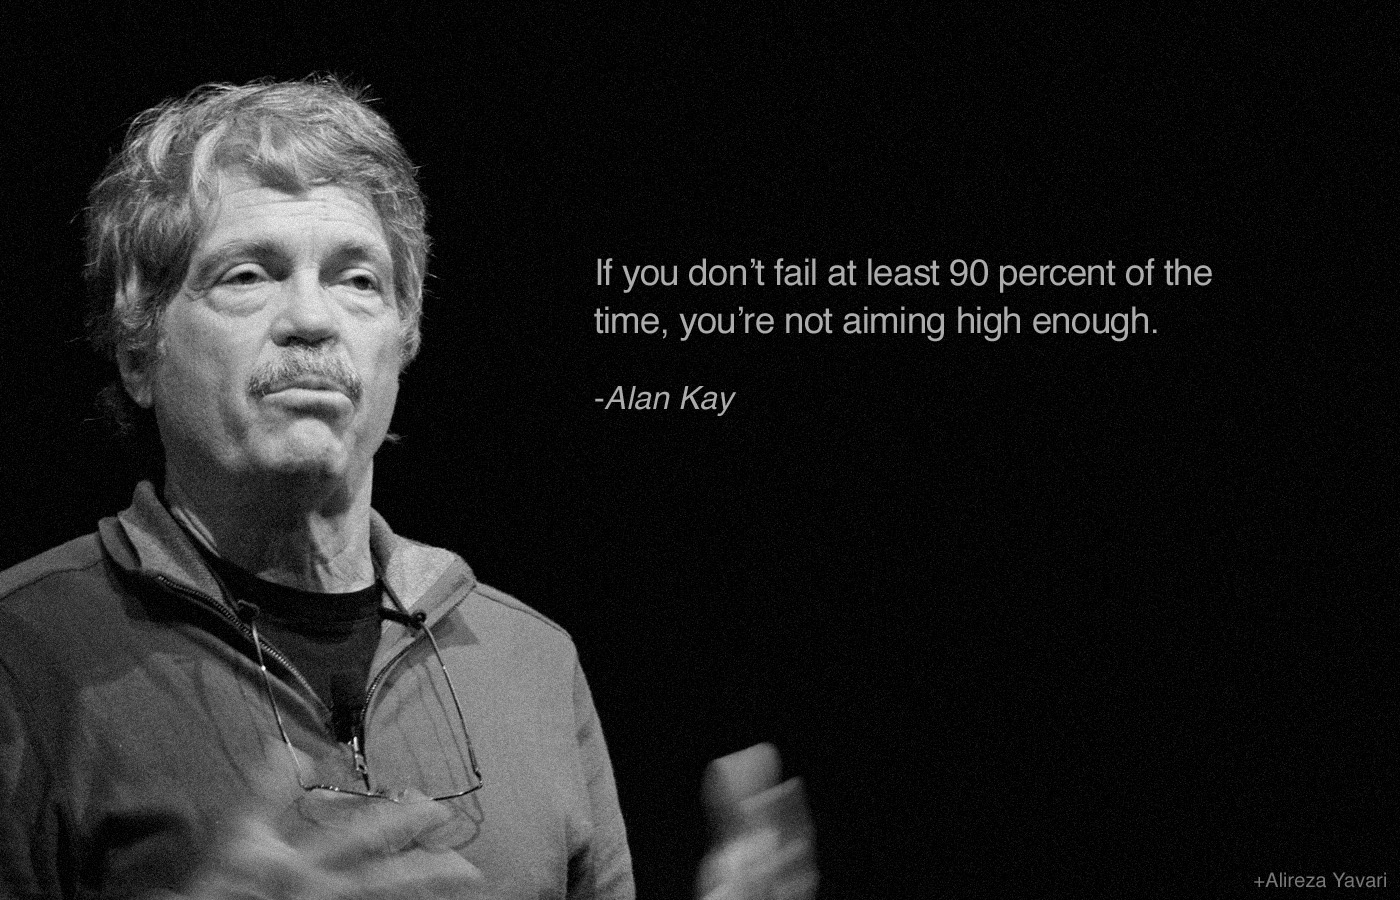 If you don’t fail at least 90 percent of the
time, you’re not aiming high enough.
-Alan Kay
+Alireza Yavari